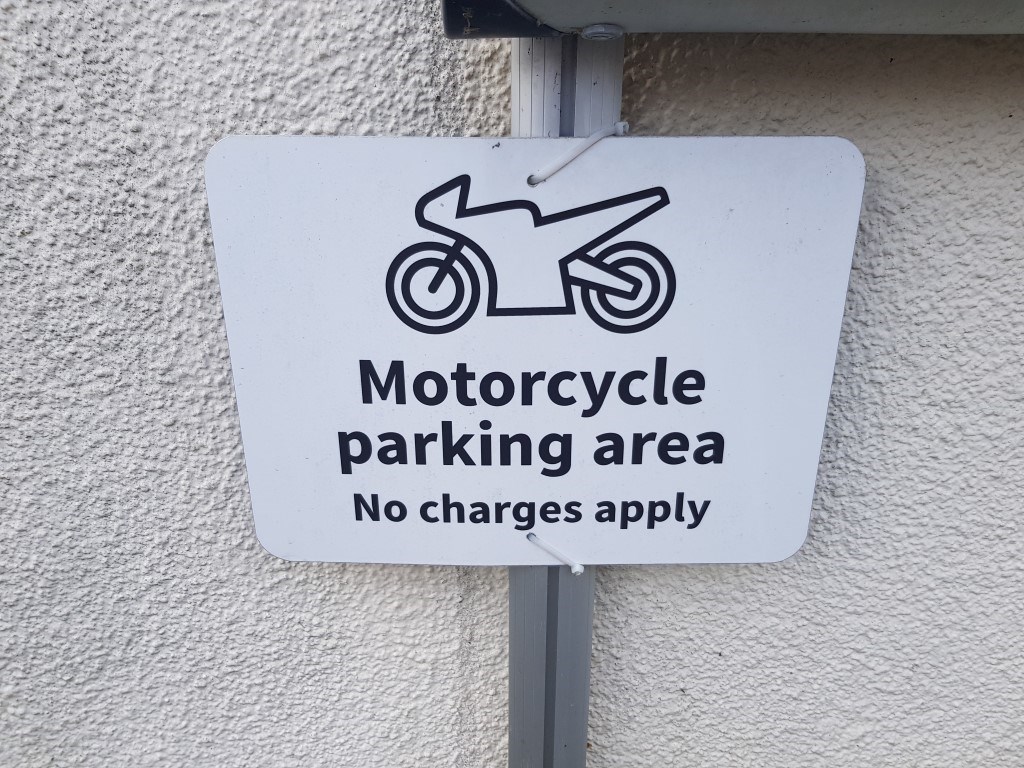 Motorcycle
parking area
No charges apply